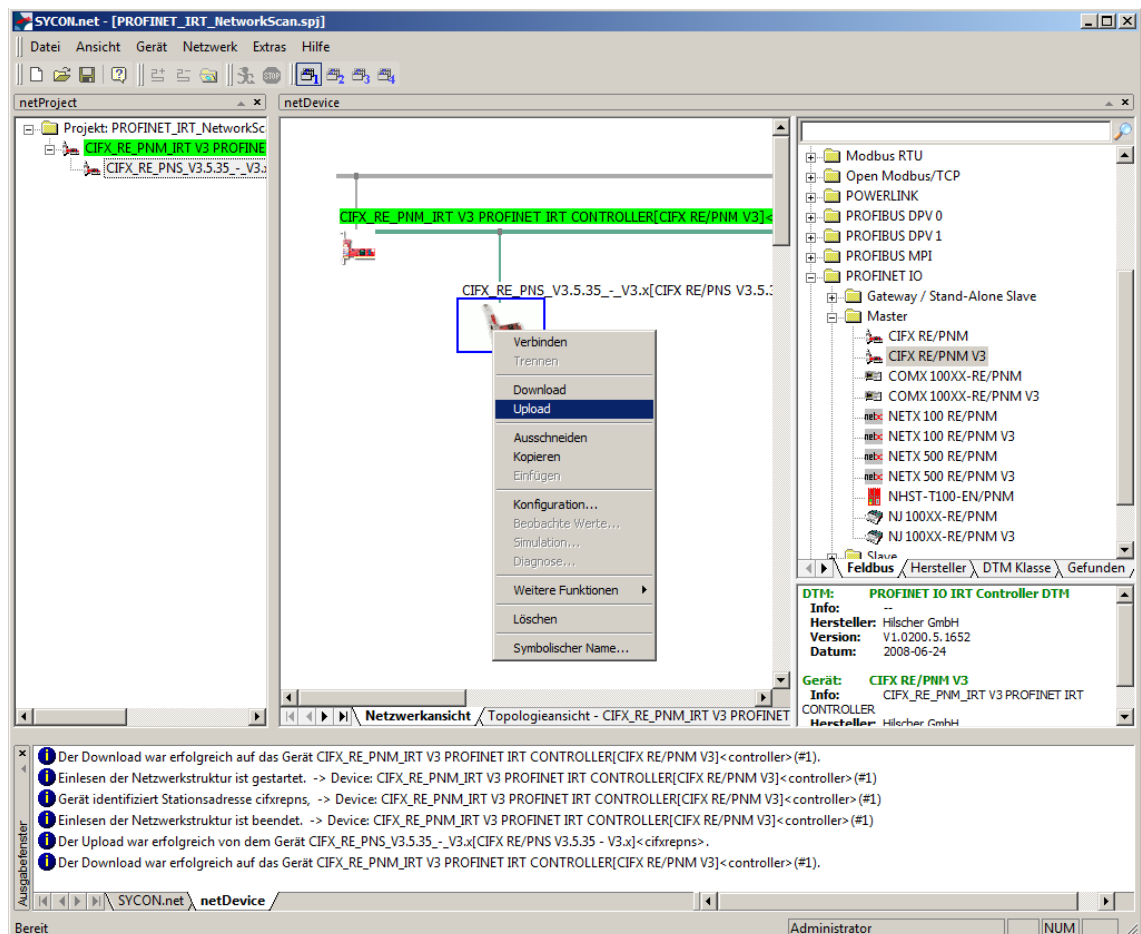 SYCON.net - [PROFINET_IRT_NetworkScan.spj]
Datei Ansicht Gerät Netzwerk Extras Hilfe
STOP 1 2 3 4
netProject
netDevice
Projekt: PROFINET_IRT_NetworkSc
CIFX_RE_PNM_IRT V3 PROFINE
CIFX_RE_PNS_V3.5.35_-_V3.x
CIFX_RE_PNM_IRT V3 PROFINET IRT CONTROLLER[CIFX RE/PNM V3]<
CIFX_RE_PNS_V3.5.35_-_V3.x[CIFX RE/PNS V3.5.3
Verbinden
Trennen
Download
Upload
Ausschneiden
Kopieren
Einfügen
Konfiguration...
Beobachte Werte...
Simulation...
Diagnose...
Weitere Funktionen
Löschen
Symbolischer Name...
Netzwerkansicht Topologieansicht - CIFX_RE_PNM_IRT V3 PROFINET
Modbus RTU
Open Modbus/TCP
POWERLINK
PROFIBUS DPV0
PROFIBUS DPV1
PROFIBUS MPI
PROFINET IO
Gateway / Stand-Alone Slave
Master
CIFX RE/PNM
CIFX RE/PNM V3
COMX 100XX-RE/PNM
COMX 100XX-RE/PNM V3
netX NETX 100 RE/PNM
netX NETX 100 RE/PNM V3
netX NETX 500 RE/PNM
netX NETX 500 RE/PNM V3
NHST-T100-EN/PNM
NJ 100XX-RE/PNM
NJ 100XX-RE/PNM V3
Slave
Feldbus Hersteller DTM Klasse Gefunden
DTM: PROFINET IO IRT Controller DTM
Info: --
Hersteller: Hilscher GmbH
Version: V1.0200.5.1652
Datum: 2008-06-24
Gerät: CIFX RE/PNM V3
Info: CIFX_RE_PNM_IRT V3 PROFINET IRT
CONTROLLER
Hersteller: Hilscher GmbH
Der Download war erfolgreich auf das Gerät CIFX_RE_PNM_IRT V3 PROFINET IRT CONTROLLER[CIFX RE/PNM V3]<controller>(#1).
Einlesen der Netzwerkstruktur ist gestartet. -> Device: CIFX_RE_PNM_IRT V3 PROFINET IRT CONTROLLER[CIFX RE/PNM V3]<controller>(#1)
Gerät identifiziert Stationsadresse cifxrepns, -> Device: CIFX_RE_PNM_IRT V3 PROFINET IRT CONTROLLER[CIFX RE/PNM V3]<controller>(#1)
Einlesen der Netzwerkstruktur ist beendet. -> Device: CIFX_RE_PNM_IRT V3 PROFINET IRT CONTROLLER[CIFX RE/PNM V3]<controller>(#1)
Der Upload war erfolgreich von dem Gerät CIFX_RE_PNS_V3.5.35_-_V3.x[CIFX RE/PNS V3.5.35 - V3.x]<cifxrepns>.
Der Download war erfolgreich auf das Gerät CIFX_RE_PNM_IRT V3 PROFINET IRT CONTROLLER[CIFX RE/PNM V3]<controller>(#1).
Ausgabefenster
SYCON.net netDevice
Bereit
Administrator
NUM